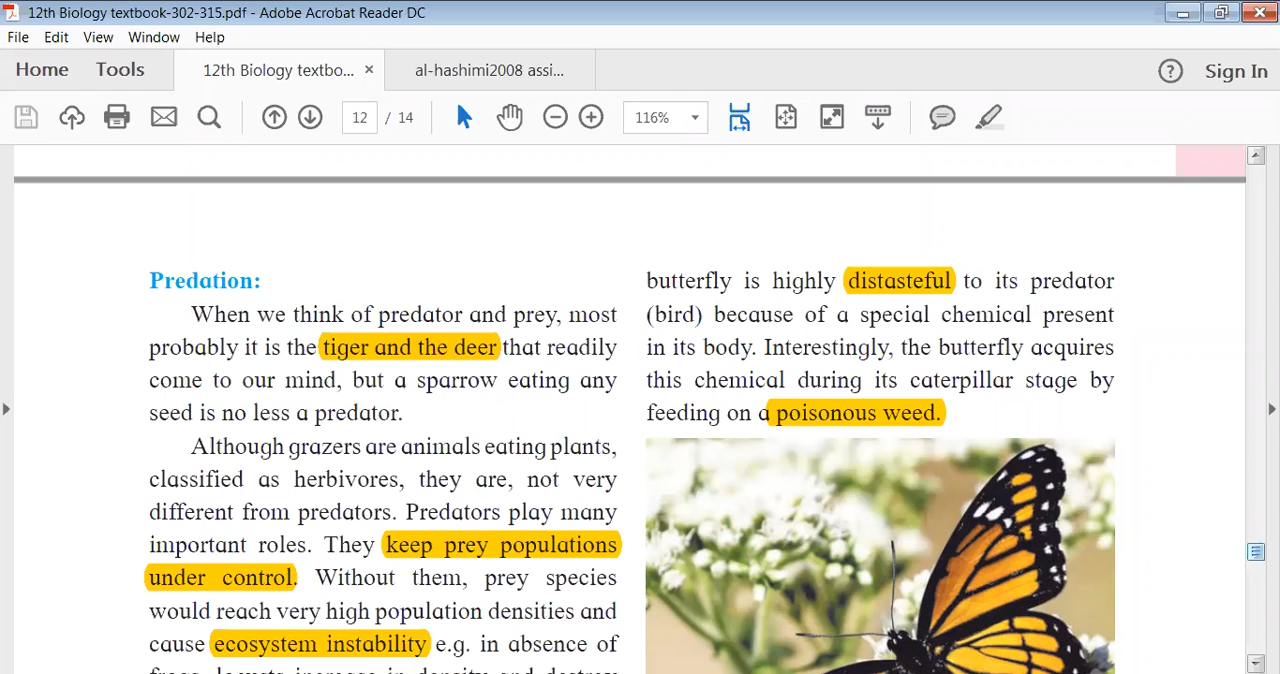 12th Biology textbook-302-315.pdf - Adobe Acrobat Reader DC
File Edit View Window Help
Home Tools 12th Biology textbo... × al-hashimi2008 assi... ? Sign In
12 / 14 116%
Predation:
When we think of predator and prey, most
probably it is the tiger and the deer that readily
come to our mind, but a sparrow eating any
seed is no less a predator.
Although grazers are animals eating plants,
classified as herbivores, they are, not very
different from predators. Predators play many
important roles. They keep prey populations
under control. Without them, prey species
would reach very high population densities and
cause ecosystem instability e.g. in absence of
frogs, locusts increase in density and destroy
butterfly is highly distasteful to its predator
(bird) because of a special chemical present
in its body. Interestingly, the butterfly acquires
this chemical during its caterpillar stage by
feeding on a poisonous weed.